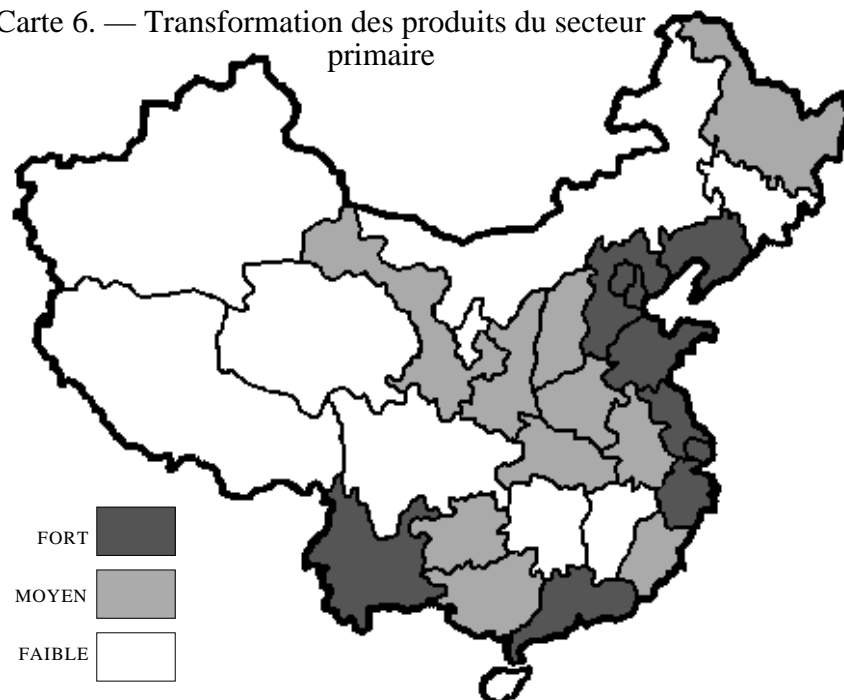 Carte 6. — Transformation des produits du secteur
primaire
FORT
MOYEN
FAIBLE